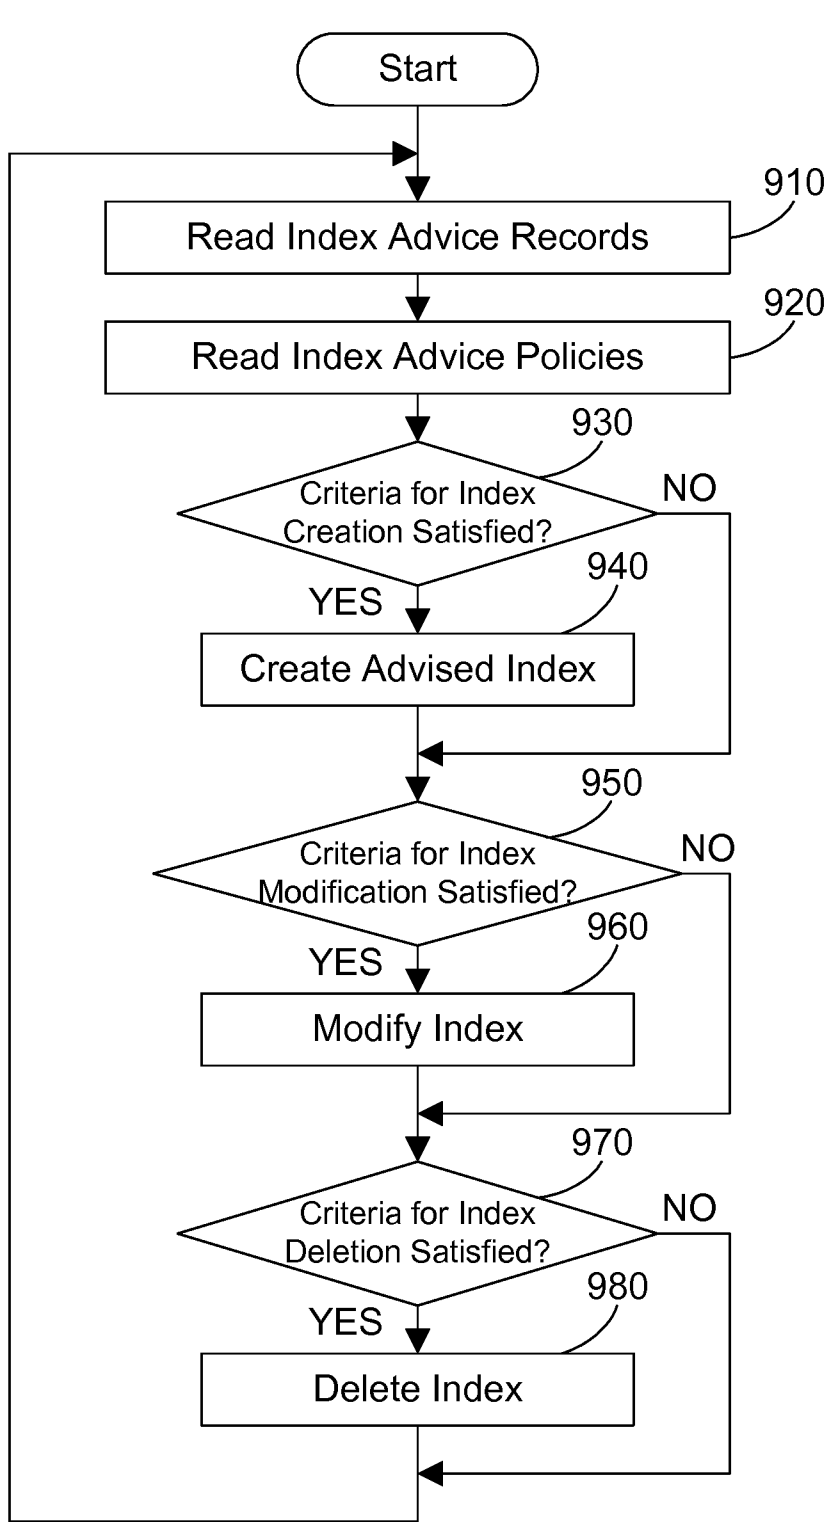 Start
910
Read Index Advice Records
920
Read Index Advice Policies
930
Criteria for Index
Creation Satisfied?
NO
YES
940
Create Advised Index
950
Criteria for Index
Modification Satisfied?
NO
YES
960
Modify Index
970
Criteria for Index
Deletion Satisfied?
NO
YES
980
Delete Index